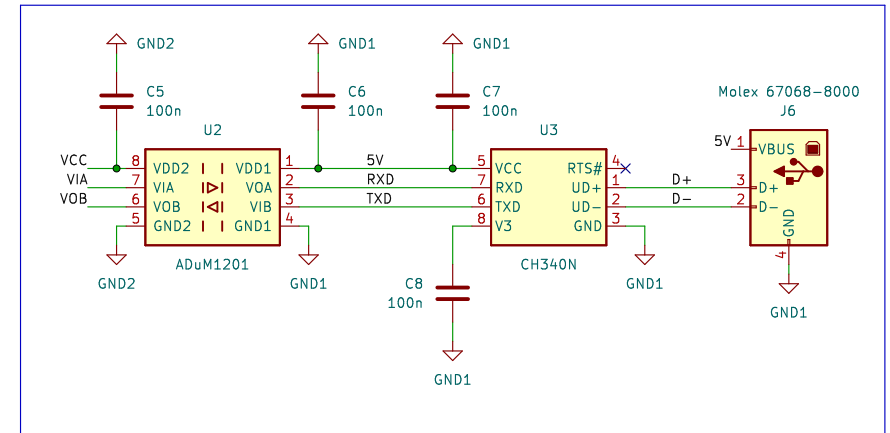 GND2
GND1
GND1
C5
100n
C6
100n
C7
100n
Molex 67068-8000
J6
U2
U3
VCC 8 VDD2 VDD1 1 5V 5 VCC RTS# 4
VIA 7 VIA VOA 2 RXD 7 RXD UD+ 1 D+ 3 D+
VOB 6 VOB VIB 3 TXD 6 TXD UD- 2 D- 2 D-
5 GND2 GND1 4 8 V3 GND 3
5V 1 VBUS
GND
4
ADuM1201
CH340N
GND2
GND1
C8
100n
GND1
GND1
GND1